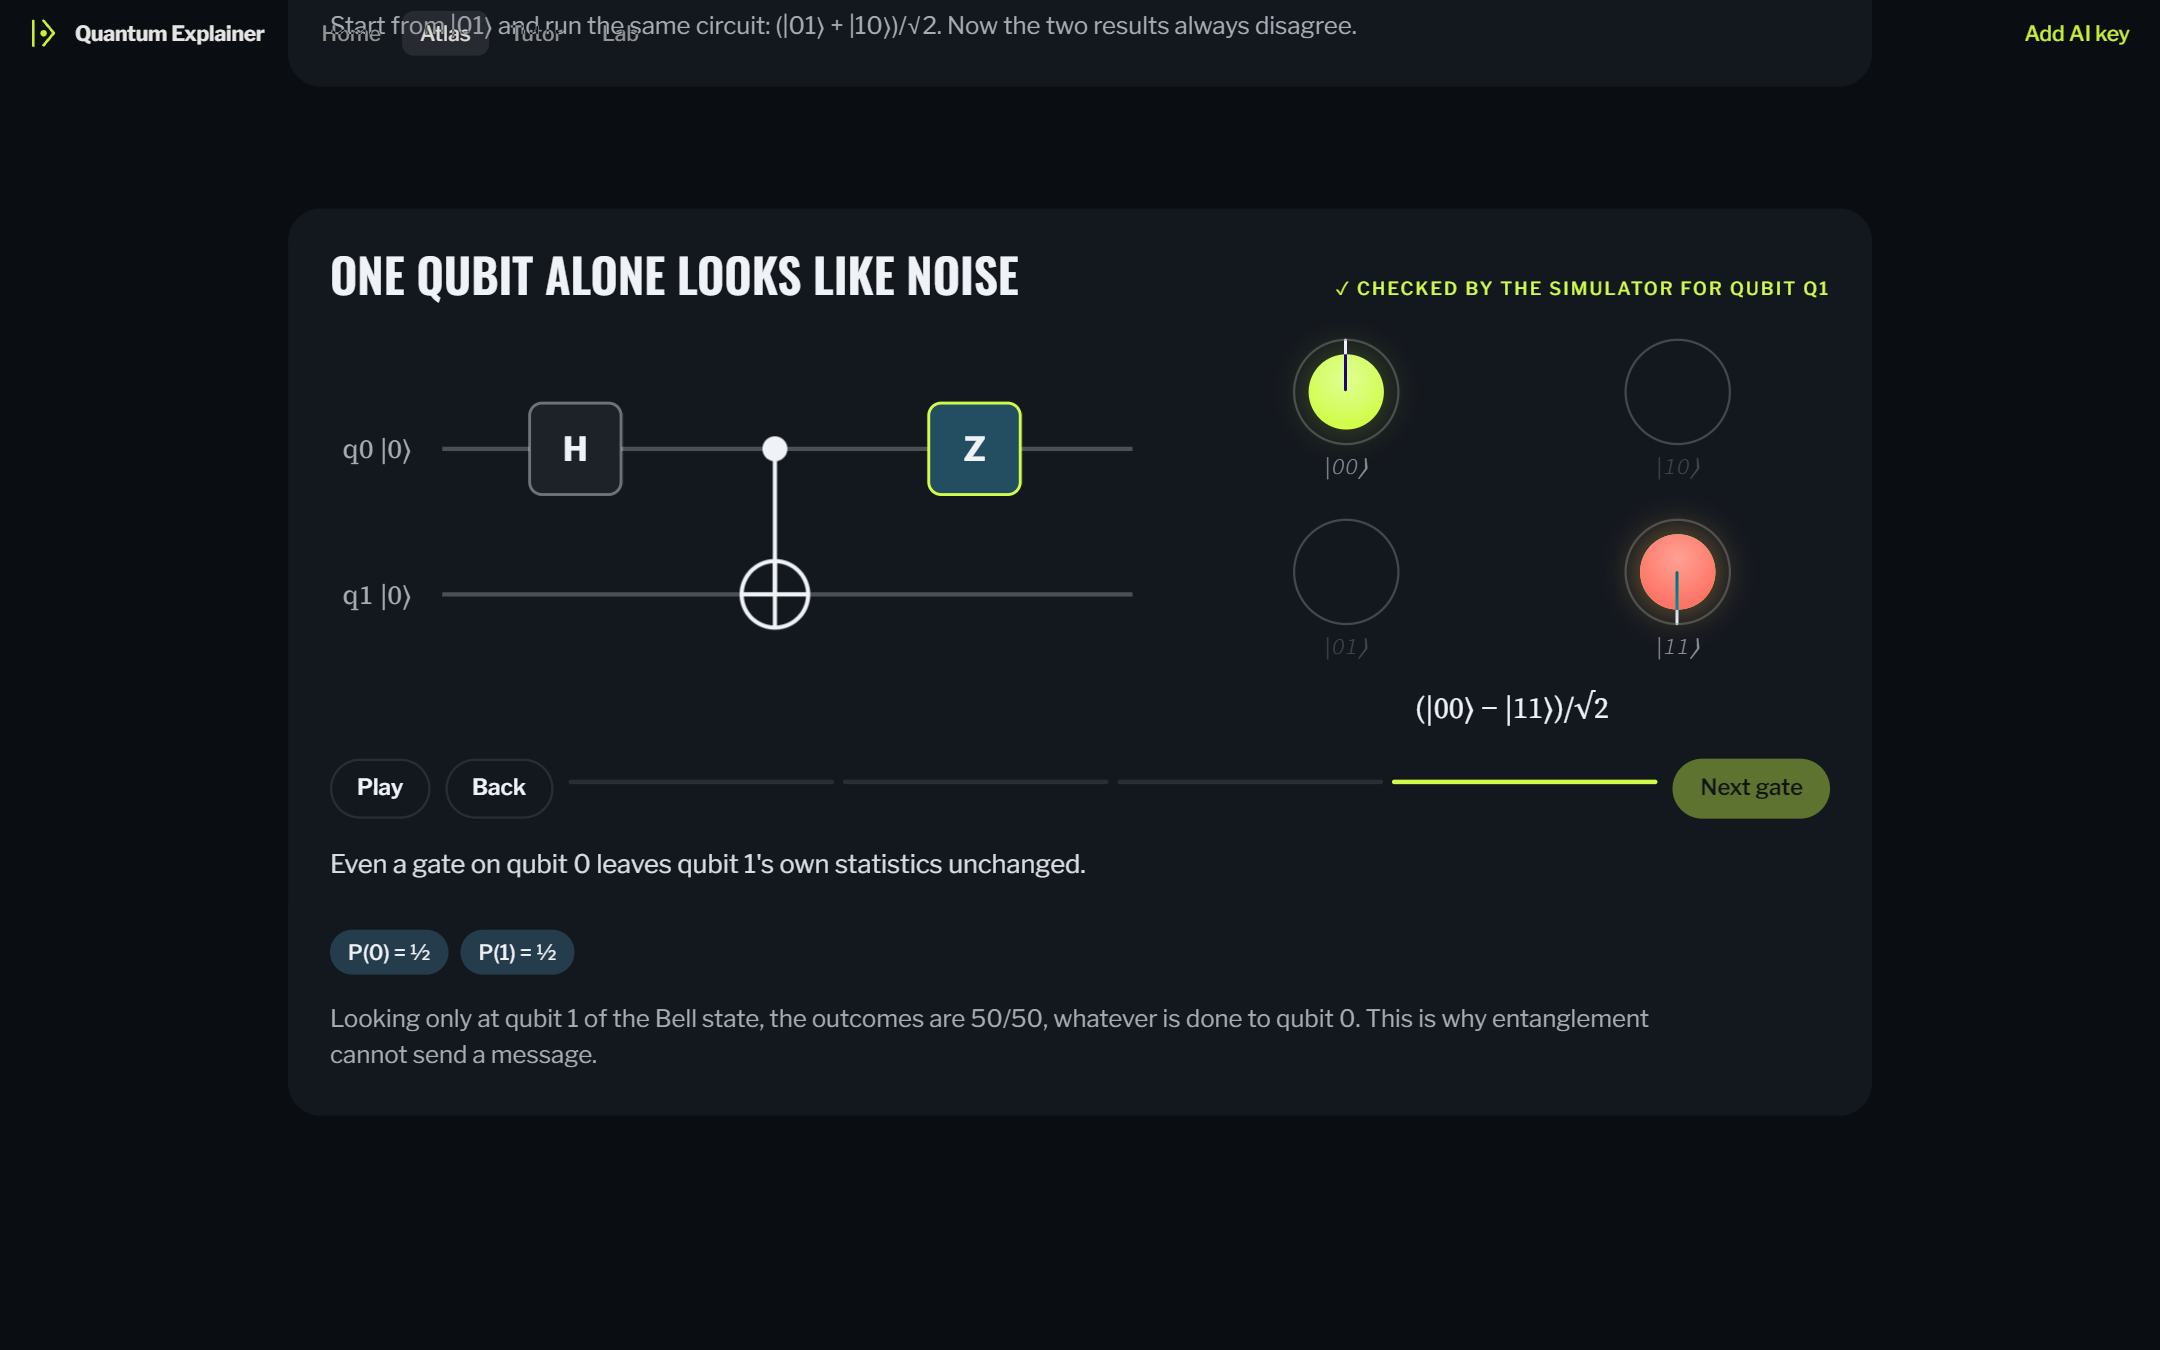 Quantum Explainer
Home Atlas Tutor Lab
Add AI key
Start from |01⟩ and run the same circuit: (|01⟩ + |10⟩)/√2. Now the two results always disagree.
ONE QUBIT ALONE LOOKS LIKE NOISE
✓ CHECKED BY THE SIMULATOR FOR QUBIT Q1
q0 |0⟩
H
Z
q1 |0⟩
|00⟩
|10⟩
|01⟩
|11⟩
(|00⟩ − |11⟩)/√2
Play
Back
Next gate
Even a gate on qubit 0 leaves qubit 1's own statistics unchanged.
P(0) = ½
P(1) = ½
Looking only at qubit 1 of the Bell state, the outcomes are 50/50, whatever is done to qubit 0. This is why entanglement
cannot send a message.